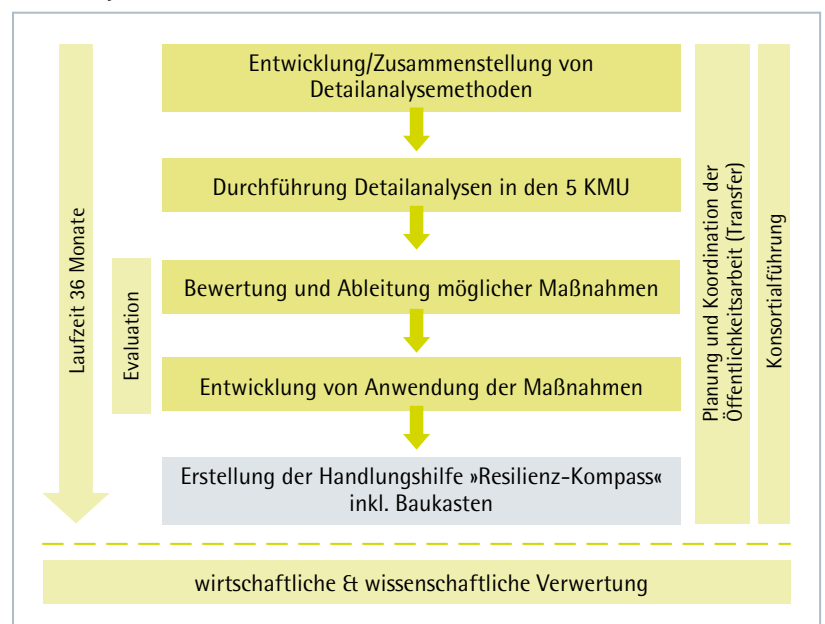 Entwicklung/Zusammenstellung von
Detailanalysemethoden
Durchführung Detailanalysen in den 5 KMU
Bewertung und Ableitung möglicher Maßnahmen
Entwicklung von Anwendung der Maßnahmen
Erstellung der Handlungshilfe »Resilienz-Kompass«
inkl. Baukasten
Laufzeit 36 Monate
Evaluation
Planung und Koordination der
Öffentlichkeitsarbeit (Transfer)
Konsortialführung
wirtschaftliche & wissenschaftliche Verwertung